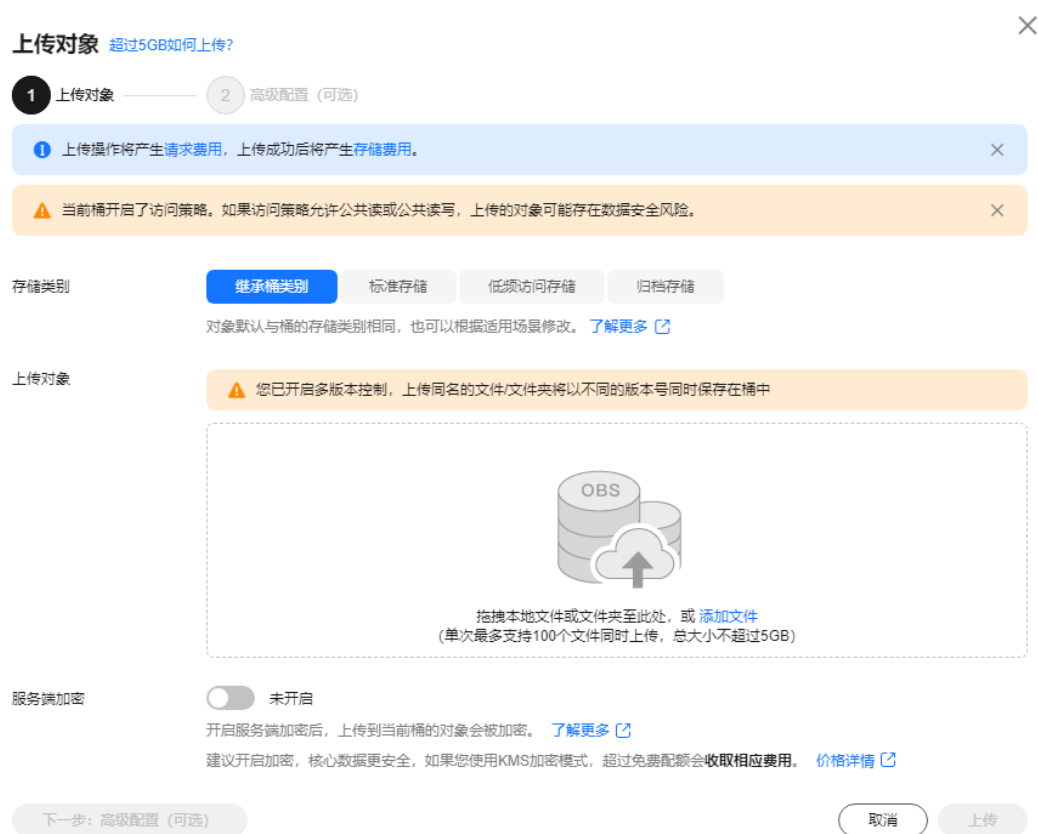 上传对象 超过5GB如何上传?
1 上传对象 2 高级配置（可选）
上传操作将产生请求费用，上传成功后将产生存储费用。
当前桶开启了访问策略。如果访问策略允许公共读或公共读写，上传的对象可能存在数据安全风险。
存储类别 继承桶类别 标准存储 低频访问存储 归档存储
对象默认与桶的存储类别相同，也可以根据适用场景修改。 了解更多
上传对象 您已开启多版本控制，上传同名的文件/文件夹将以不同的版本号同时保存在桶中
OBS
拖拽本地文件或文件夹至此处，或 添加文件
（单次最多支持100个文件同时上传，总大小不超过5GB）
服务端加密 未开启
开启服务端加密后，上传到当前桶的对象会被加密。 了解更多
建议开启加密，核心数据更安全，如果您使用KMS加密模式，超过免费配额会收取相应费用。 价格详情
下一步：高级配置（可选） 取消 上传